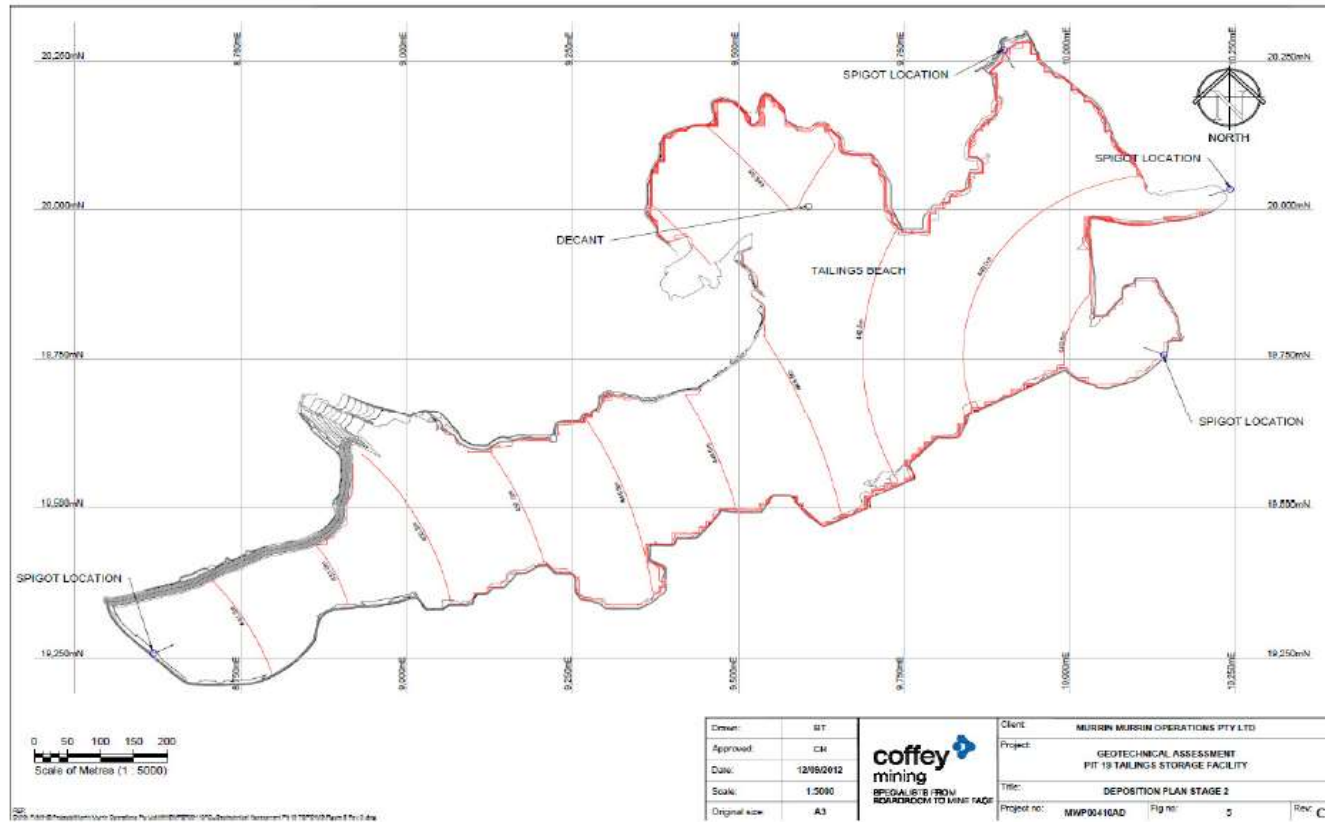 8,750mE
9,000mE
9,250mE
9,500mE
9,750mE
10,000mE
10,250mE
20,250mN
20,250mN
SPIGOT LOCATION
NORTH
SPIGOT LOCATION
20,000mN
20,000mN
DECANT
TAILINGS BEACH
19,750mN
19,750mN
SPIGOT LOCATION
19,500mN
19,500mN
SPIGOT LOCATION
19,250mN
19,250mN
8,750mE
9,000mE
9,250mE
9,500mE
9,750mE
10,000mE
10,250mE
0 50 100 150 200
Scale of Metres (1 : 5000)
Drawn: BT
Approved: CH
Date: 12/09/2012
Scale: 1:5000
Original size A3
coffey
mining
SPECIALISTS FROM
BOARDROOM TO MINE FACE
Client: MURRIN MURRIN OPERATIONS PTY LTD
Project: GEOTECHNICAL ASSESSMENT
PIT 19 TAILINGS STORAGE FACILITY
Title: DEPOSITION PLAN STAGE 2
Project no: MWP00410AD Fig no: 5 Rev: C